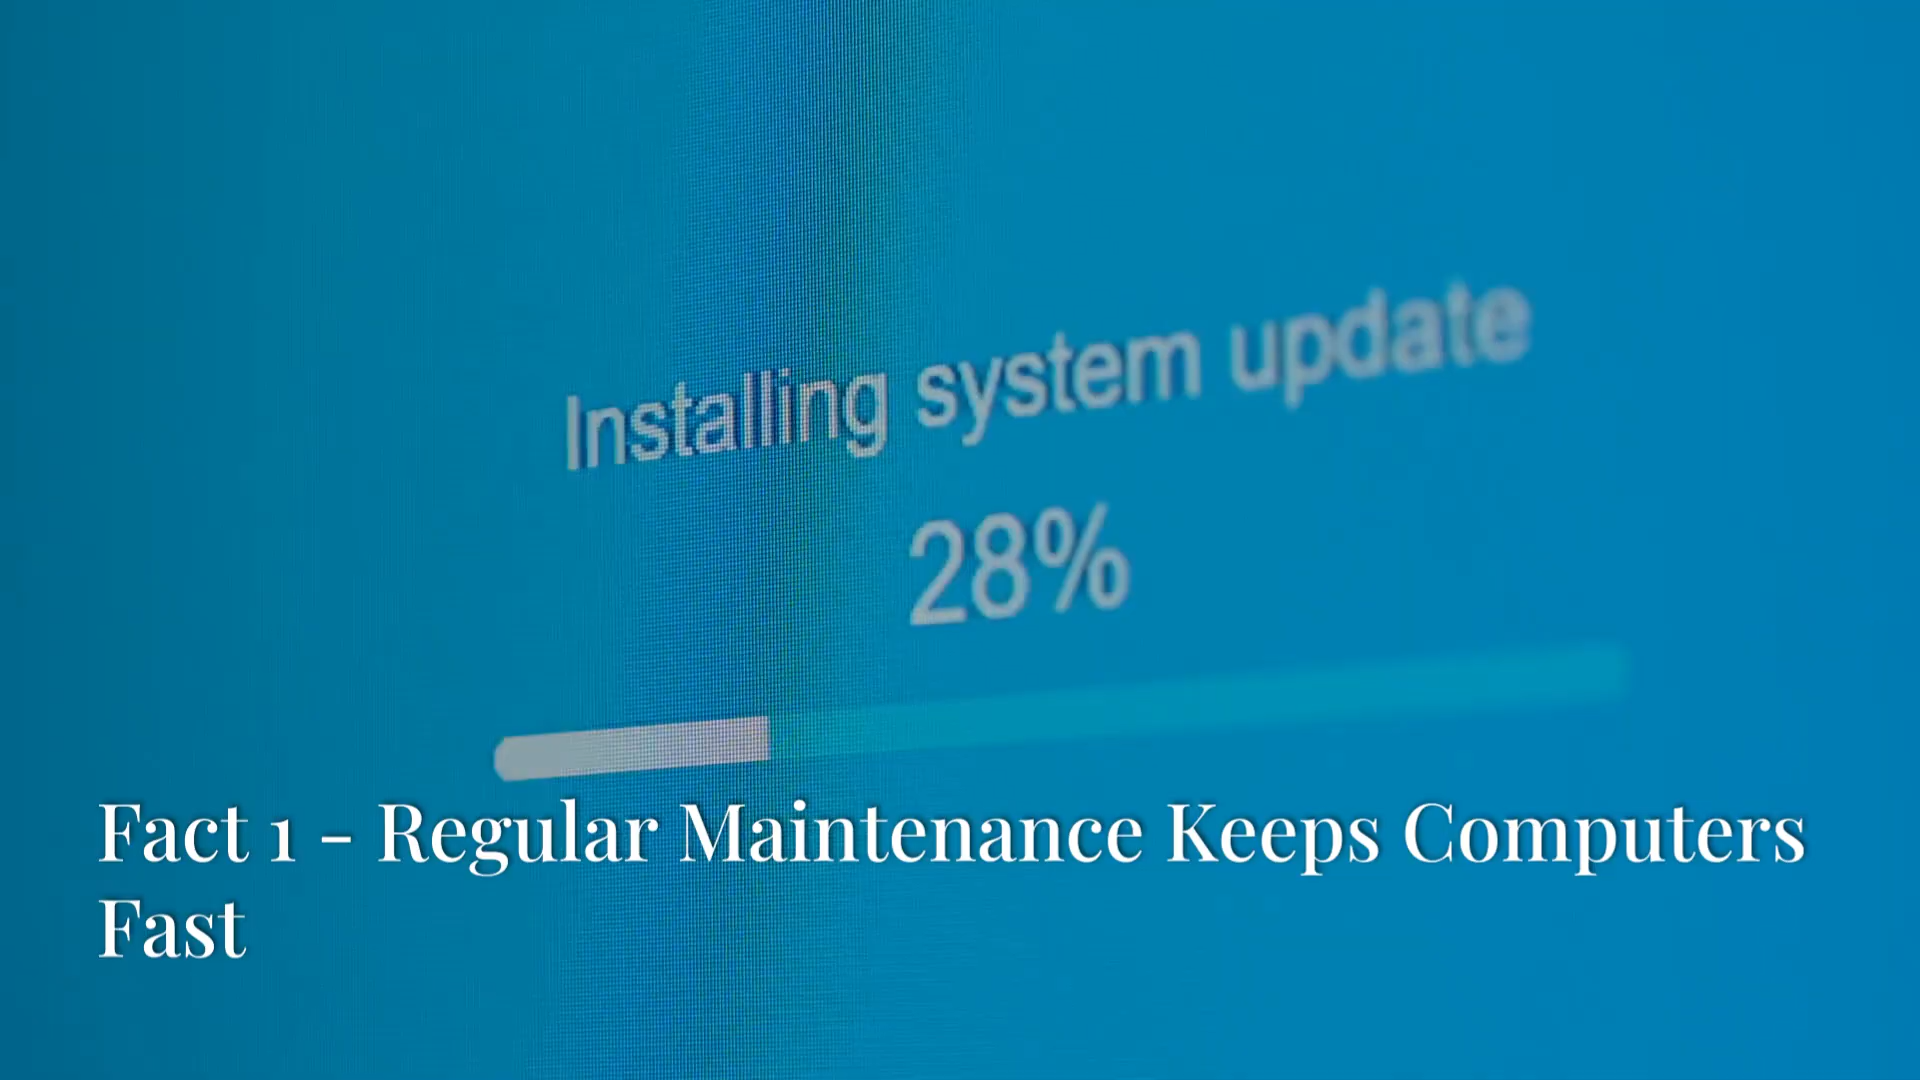 Installing system update
28%
Fact 1 - Regular Maintenance Keeps Computers
Fast